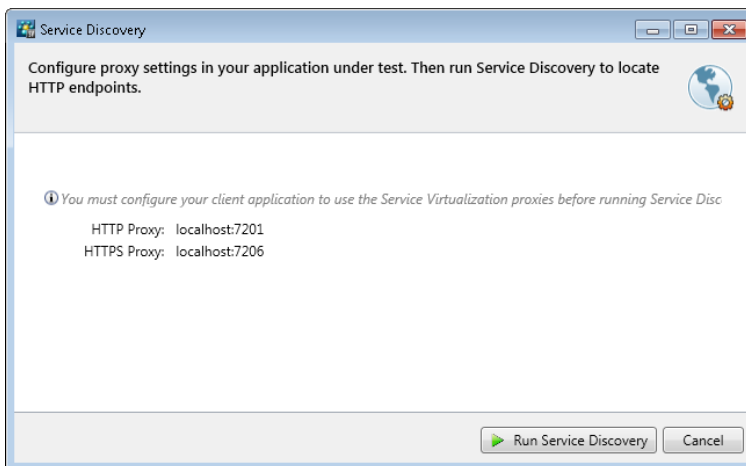 Service Discovery
Configure proxy settings in your application under test. Then run Service Discovery to locate
HTTP endpoints.
You must configure your client application to use the Service Virtualization proxies before running Service Disc
HTTP Proxy: localhost:7201
HTTPS Proxy: localhost:7206
Run Service Discovery Cancel